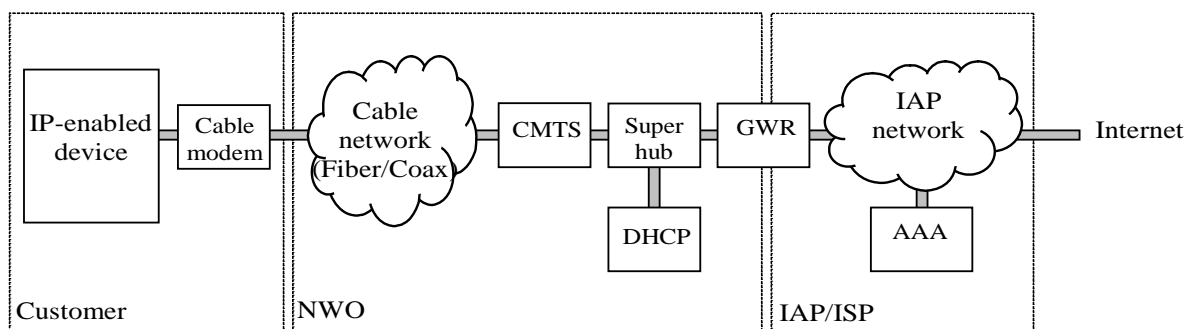 IP-enabled
device
Cable
modem
Cable
network
(Fiber/Coax)
CMTS
Super
hub
GWR
IAP
network
Internet
DHCP
AAA
Customer
NWO
IAP/ISP